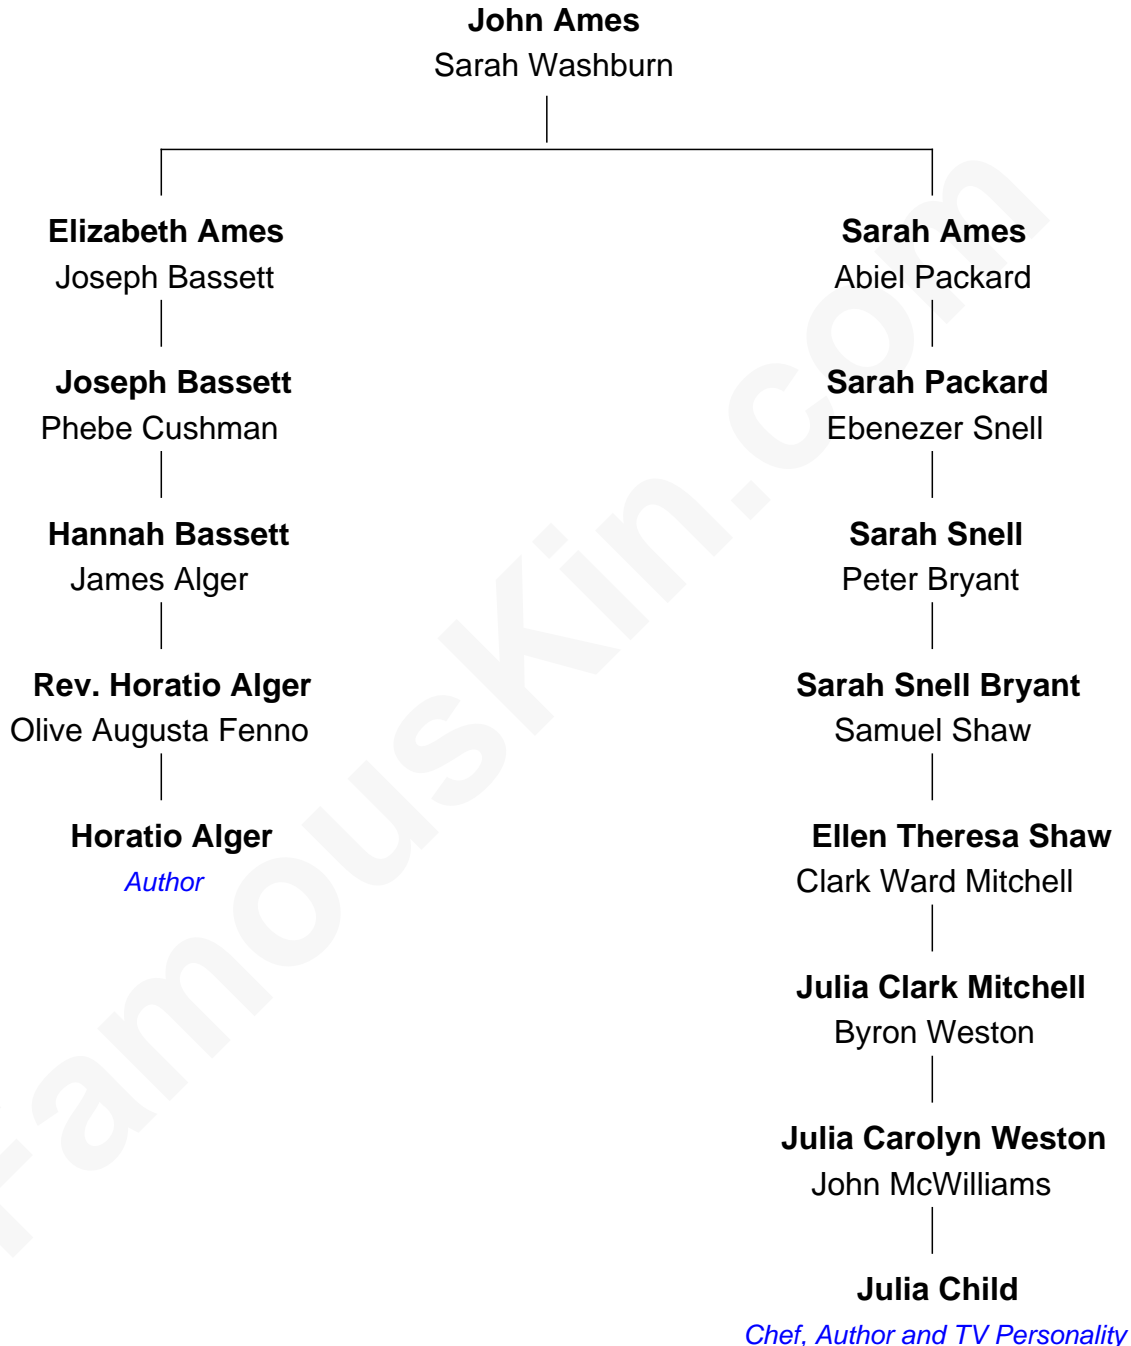 John Ames
Sarah Washburn
Elizabeth Ames
Joseph Bassett
Sarah Ames
Abiel Packard
Joseph Bassett
Phebe Cushman
Sarah Packard
Ebenezer Snell
Hannah Bassett
James Alger
Sarah Snell
Peter Bryant
Rev. Horatio Alger
Olive Augusta Fenno
Sarah Snell Bryant
Samuel Shaw
Horatio Alger
Author
Ellen Theresa Shaw
Clark Ward Mitchell
Julia Clark Mitchell
Byron Weston
Julia Carolyn Weston
John McWilliams
Julia Child
Chef, Author and TV Personality
FamousKin.com